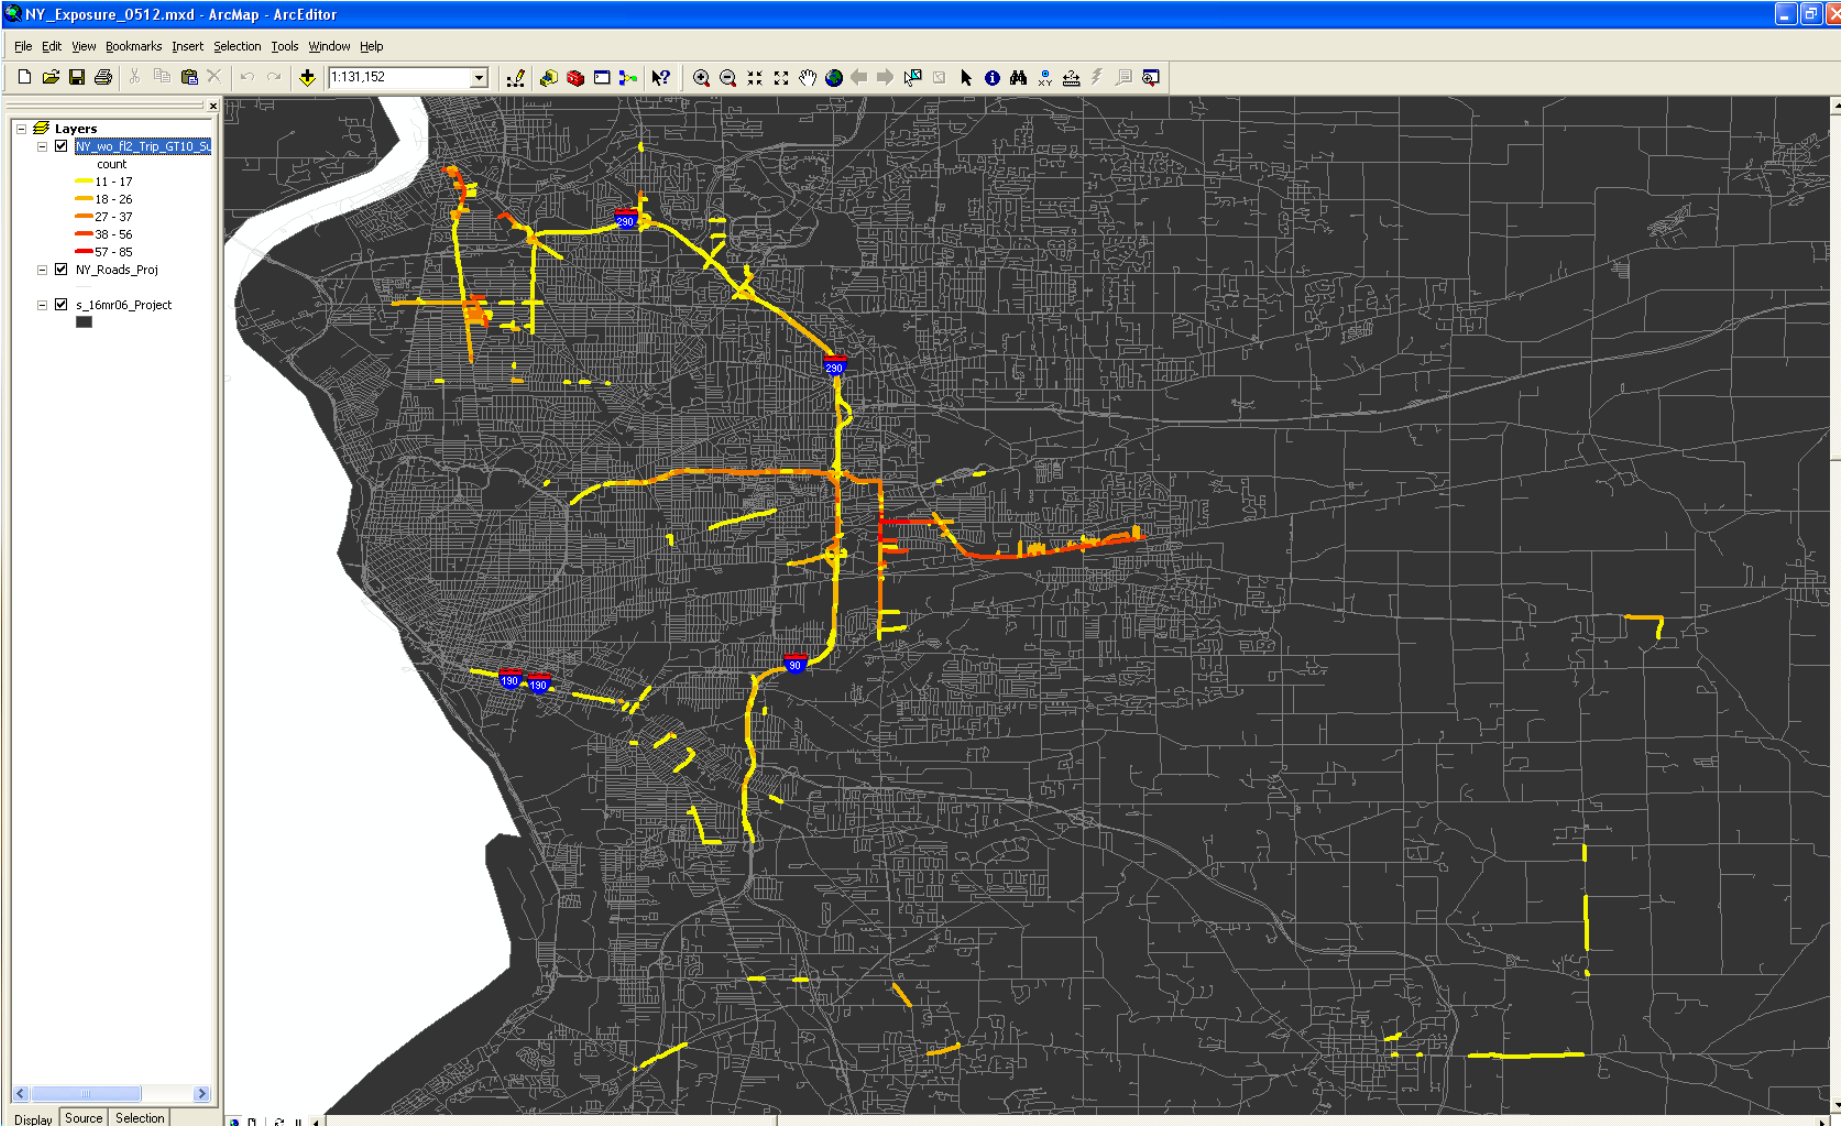 NY_Exposure_0512.mxd - ArcMap - ArcEditor
File Edit View Bookmarks Insert Selection Tools Window Help
1:131,152
Layers
NY_wo_fl2_Trip_GT10_Su
count
11 - 17
18 - 26
27 - 37
38 - 56
57 - 85
NY_Roads_Proj
s_16mr06_Project
290
290
90
190 190
Display Source Selection